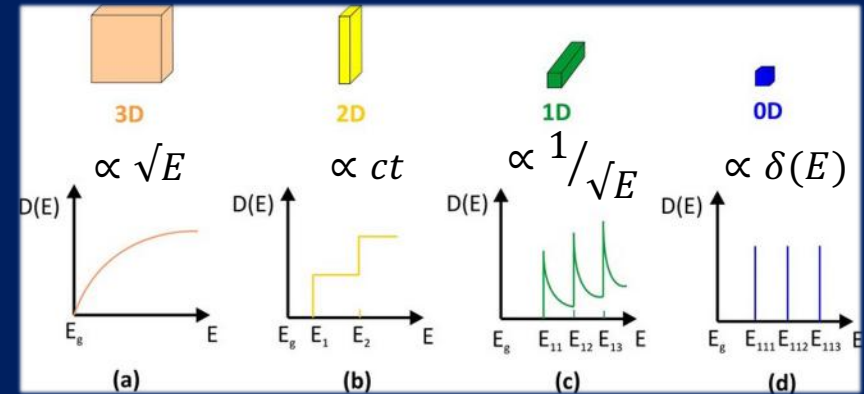 3D 2D 1D 0D
∝ √E ∝ ct ∝ 1/√E ∝ δ(E)
D(E) D(E) D(E) D(E)
E_g E E_g E_1 E_2 E E_g E_11 E_12 E_13 E E_g E_111 E_112 E_113 E
(a) (b) (c) (d)